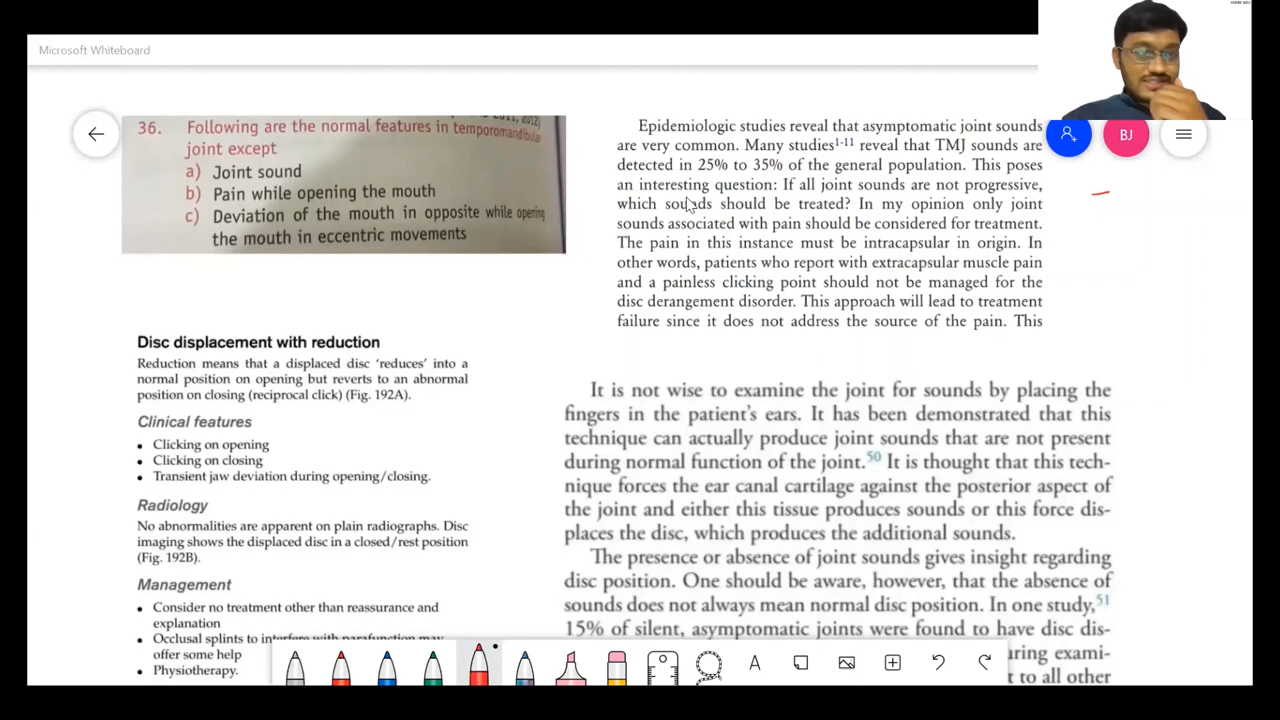 Microsoft Whiteboard
2011, 2012]
36. Following are the normal features in temporomandibular
joint except
a) Joint sound
b) Pain while opening the mouth
c) Deviation of the mouth in opposite while opening
the mouth in eccentric movements
Epidemiologic studies reveal that asymptomatic joint sounds
are very common. Many studies1-11 reveal that TMJ sounds are
detected in 25% to 35% of the general population. This poses
an interesting question: If all joint sounds are not progressive,
which sounds should be treated? In my opinion only joint
sounds associated with pain should be considered for treatment.
The pain in this instance must be intracapsular in origin. In
other words, patients who report with extracapsular muscle pain
and a painless clicking point should not be managed for the
disc derangement disorder. This approach will lead to treatment
failure since it does not address the source of the pain. This
BJ
Disc displacement with reduction
Reduction means that a displaced disc ‘reduces’ into a
normal position on opening but reverts to an abnormal
position on closing (reciprocal click) (Fig. 192A).
Clinical features
• Clicking on opening
• Clicking on closing
• Transient jaw deviation during opening/closing.
Radiology
No abnormalities are apparent on plain radiographs. Disc
imaging shows the displaced disc in a closed/rest position
(Fig. 192B).
Management
• Consider no treatment other than reassurance and
explanation
• Occlusal splints to interfere with parafunction may
offer some help
• Physiotherapy.
It is not wise to examine the joint for sounds by placing the
fingers in the patient’s ears. It has been demonstrated that this
technique can actually produce joint sounds that are not present
during normal function of the joint.50 It is thought that this tech-
nique forces the ear canal cartilage against the posterior aspect of
the joint and either this tissue produces sounds or this force dis-
places the disc, which produces the additional sounds.
The presence or absence of joint sounds gives insight regarding
disc position. One should be aware, however, that the absence of
sounds does not always mean normal disc position. In one study,51
15% of silent, asymptomatic joints were found to have disc dis-
uring exami-
t to all other
A